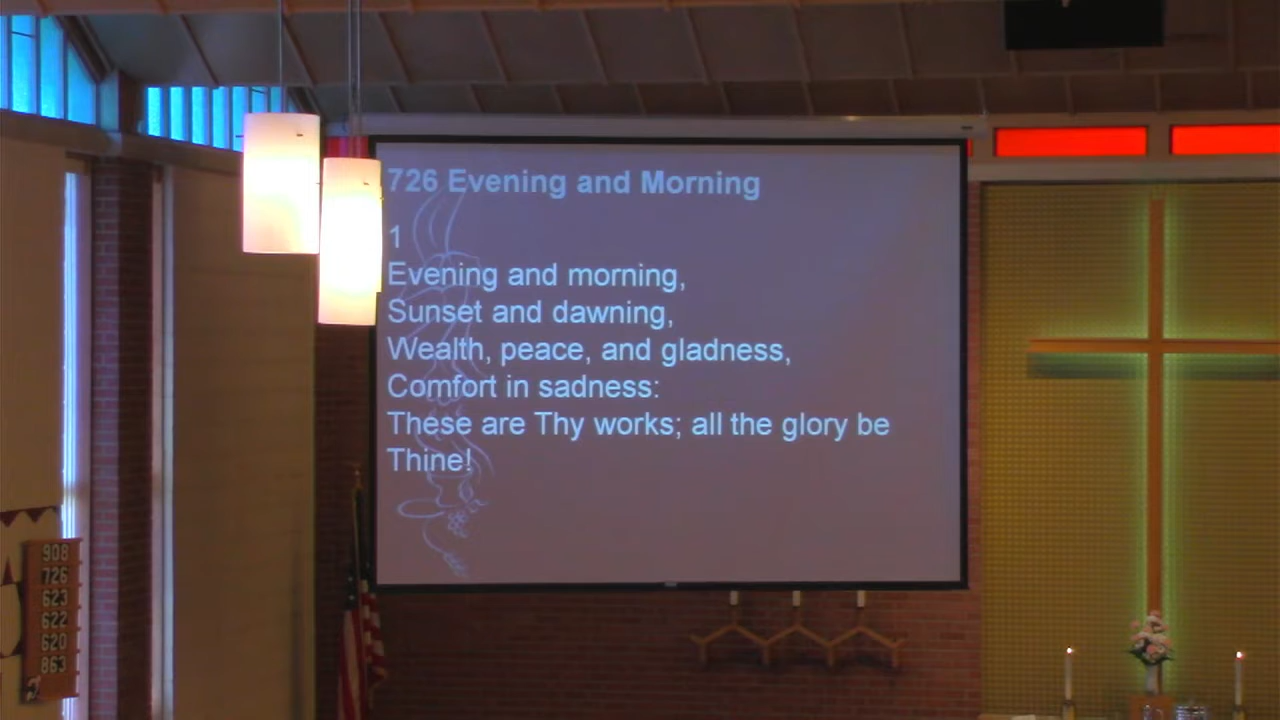 726 Evening and Morning
1
Evening and morning,
Sunset and dawning,
Wealth, peace, and gladness,
Comfort in sadness:
These are Thy works; all the glory be
Thine!
908
726
623
622
620
863